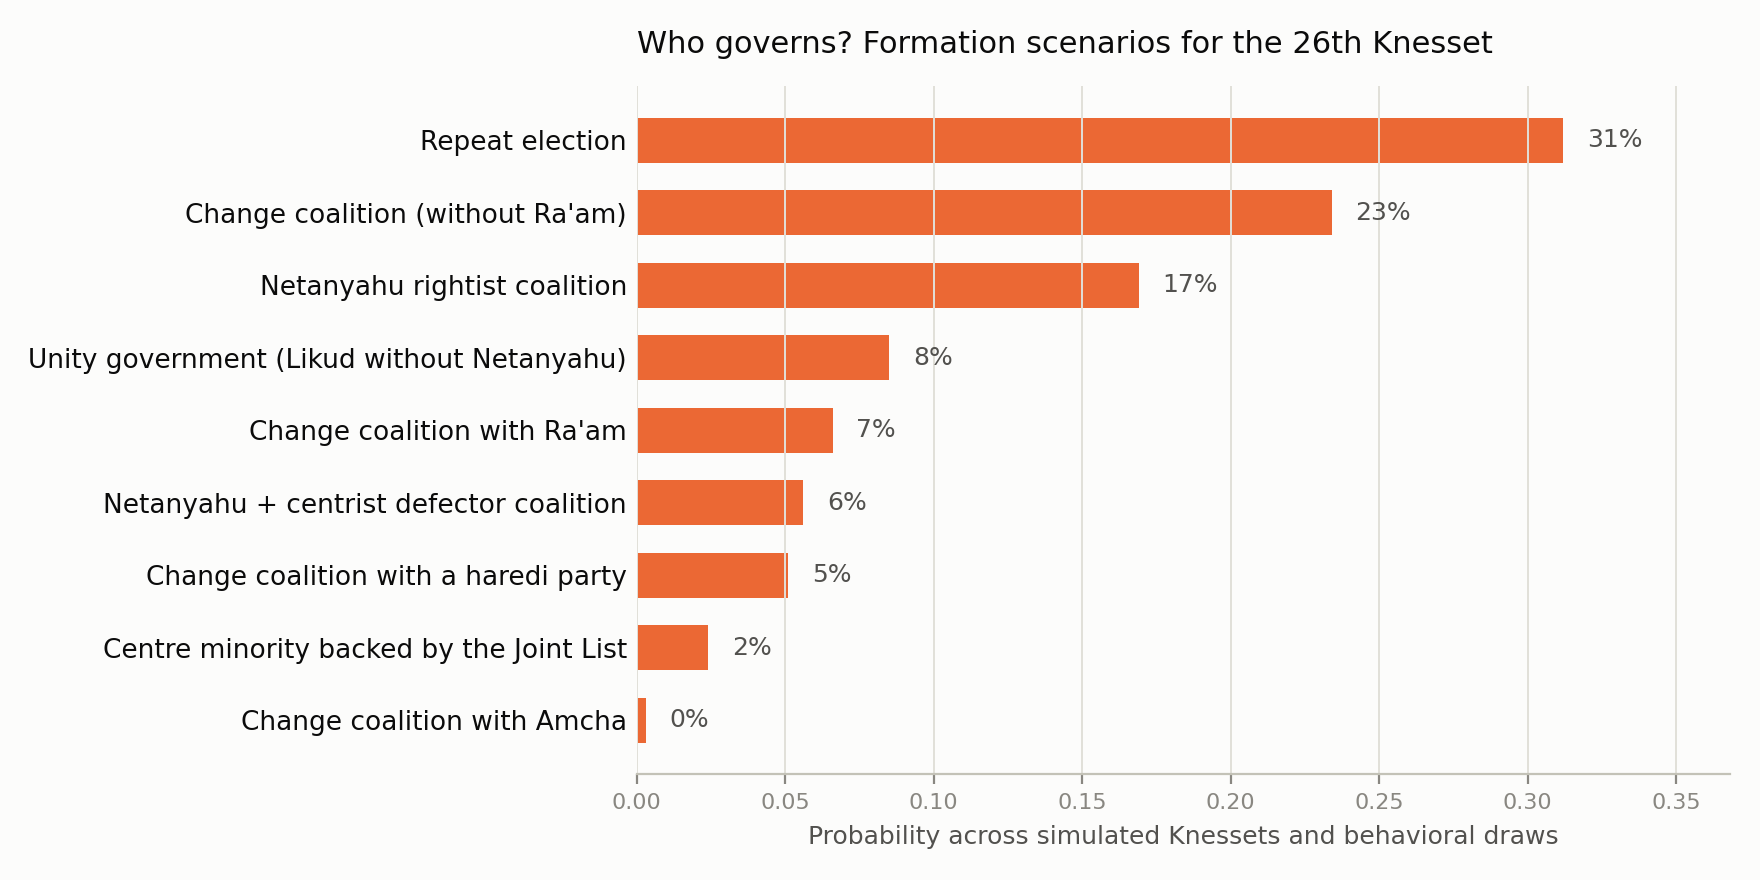 Who governs? Formation scenarios for the 26th Knesset
Repeat election 31%
Change coalition (without Ra'am) 23%
Netanyahu rightist coalition 17%
Unity government (Likud without Netanyahu) 8%
Change coalition with Ra'am 7%
Netanyahu + centrist defector coalition 6%
Change coalition with a haredi party 5%
Centre minority backed by the Joint List 2%
Change coalition with Amcha 0%
0.00 0.05 0.10 0.15 0.20 0.25 0.30 0.35
Probability across simulated Knessets and behavioral draws